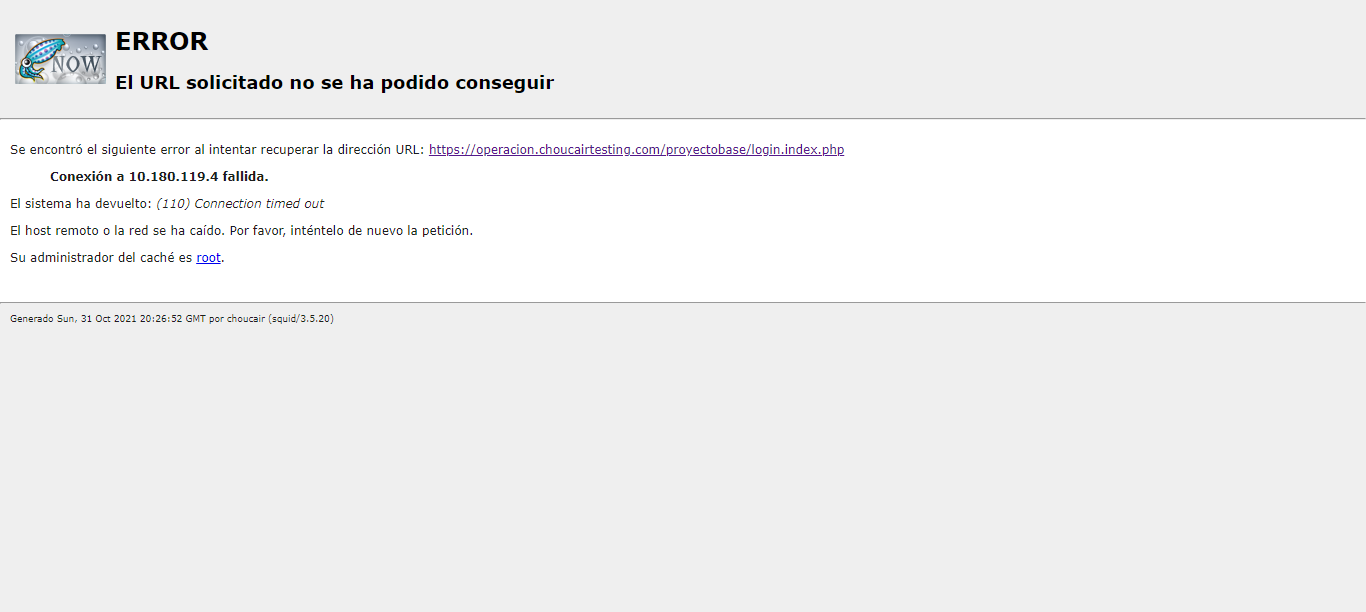 NOW
ERROR
El URL solicitado no se ha podido conseguir
Se encontró el siguiente error al intentar recuperar la dirección URL: https://operacion.choucairtesting.com/proyectobase/login.index.php
Conexión a 10.180.119.4 fallida.
El sistema ha devuelto: (110) Connection timed out
El host remoto o la red se ha caído. Por favor, inténtelo de nuevo la petición.
Su administrador del caché es root.
Generado Sun, 31 Oct 2021 20:26:52 GMT por choucair (squid/3.5.20)